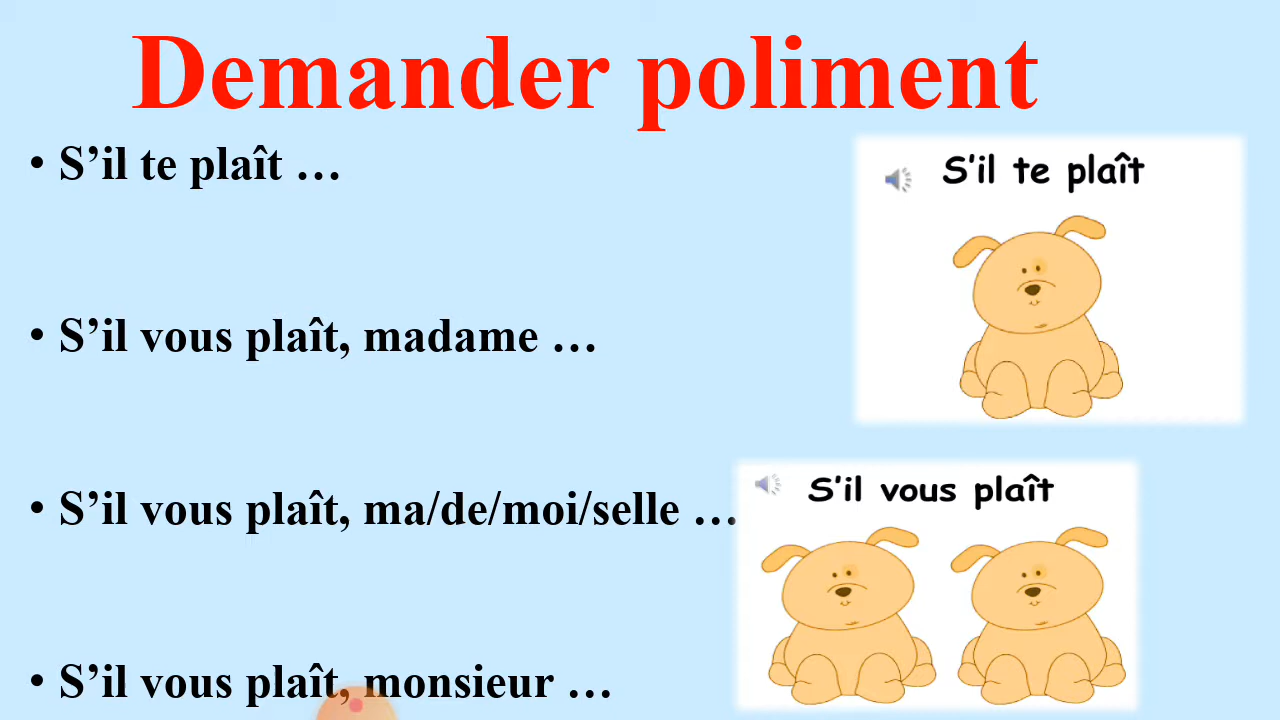 Demander poliment
• S’il te plaît …
S’il te plaît
• S’il vous plaît, madame …
• S’il vous plaît, ma/de/moi/selle …
S’il vous plaît
• S’il vous plaît, monsieur …